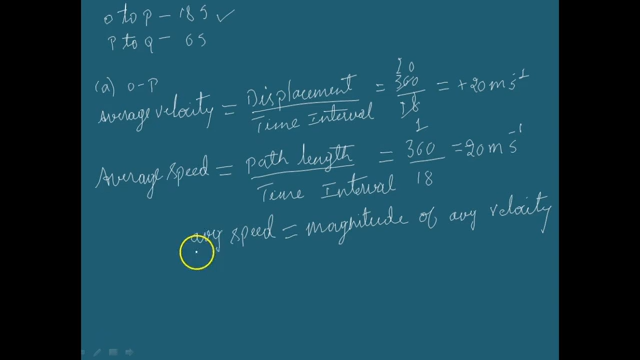 O to P - 18 S ✓
P to Q - 6 S
(a) O-P
Average velocity = Displacement / Time Interval = 20 360 / 18 = +20 m s⁻¹
1
Average Speed = path length / Time Interval = 360 / 18 = 20 m s⁻¹
avg speed = magnitude of avg velocity